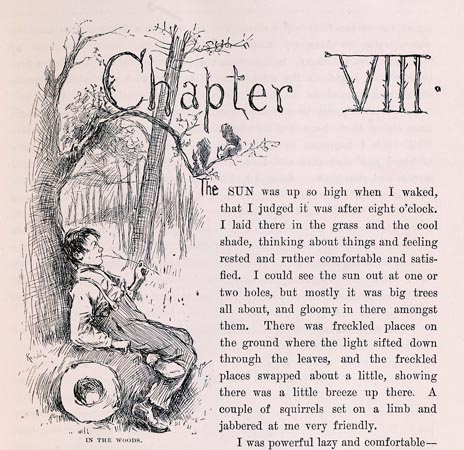 Chapter VIII.
The SUN was up so high when I waked,
that I judged it was after eight o'clock.
I laid there in the grass and the cool
shade, thinking about things and feeling
rested and ruther comfortable and satis-
fied. I could see the sun out at one or
two holes, but mostly it was big trees
all about, and gloomy in there amongst
them. There was freckled places on
the ground where the light sifted down
through the leaves, and the freckled
places swapped about a little, showing
there was a little breeze up there. A
couple of squirrels set on a limb and
jabbered at me very friendly.
I was powerful lazy and comfortable—
IN THE WOODS.